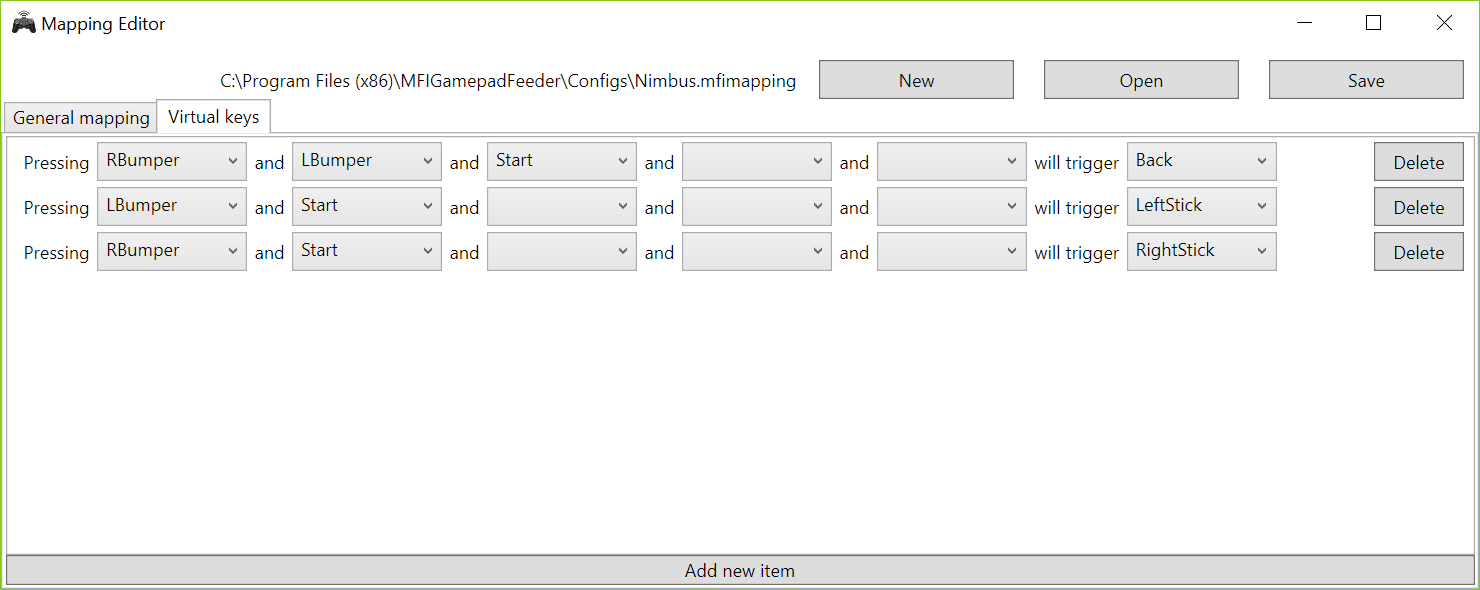 Mapping Editor
C:\Program Files (x86)\MFIGamepadFeeder\Configs\Nimbus.mfimapping New Open Save
General mapping Virtual keys
Pressing RBumper and LBumper and Start and and will trigger Back Delete
Pressing LBumper and Start and and and will trigger LeftStick Delete
Pressing RBumper and Start and and and will trigger RightStick Delete
Add new item